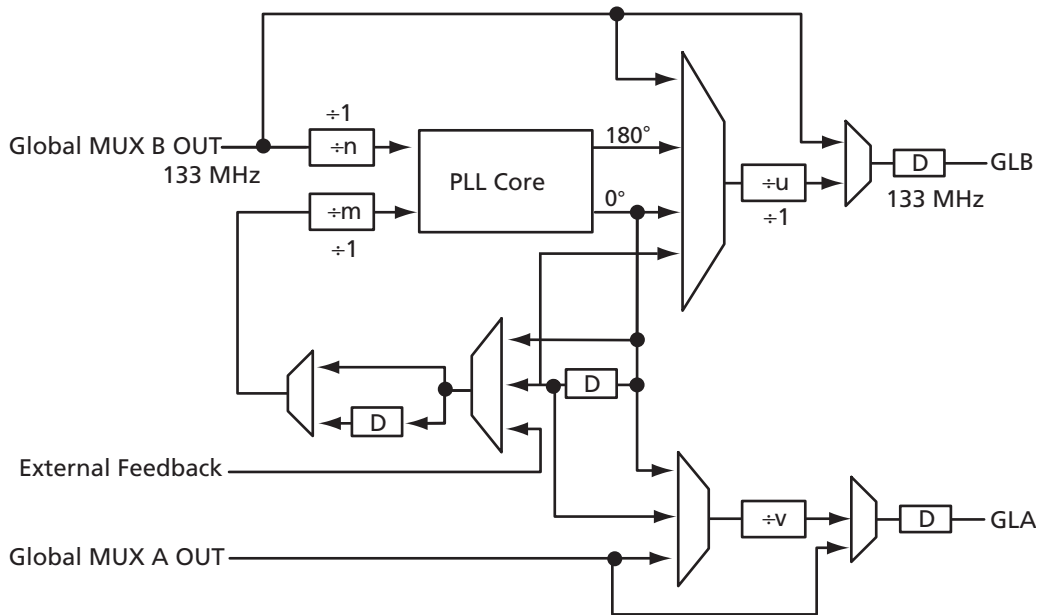 ÷1
180°
Global MUX B OUT
÷n
PLL Core
D
GLB
133 MHz
÷u
133 MHz
÷m
0°
÷1
÷1
D
D
External Feedback
÷v
D
GLA
Global MUX A OUT